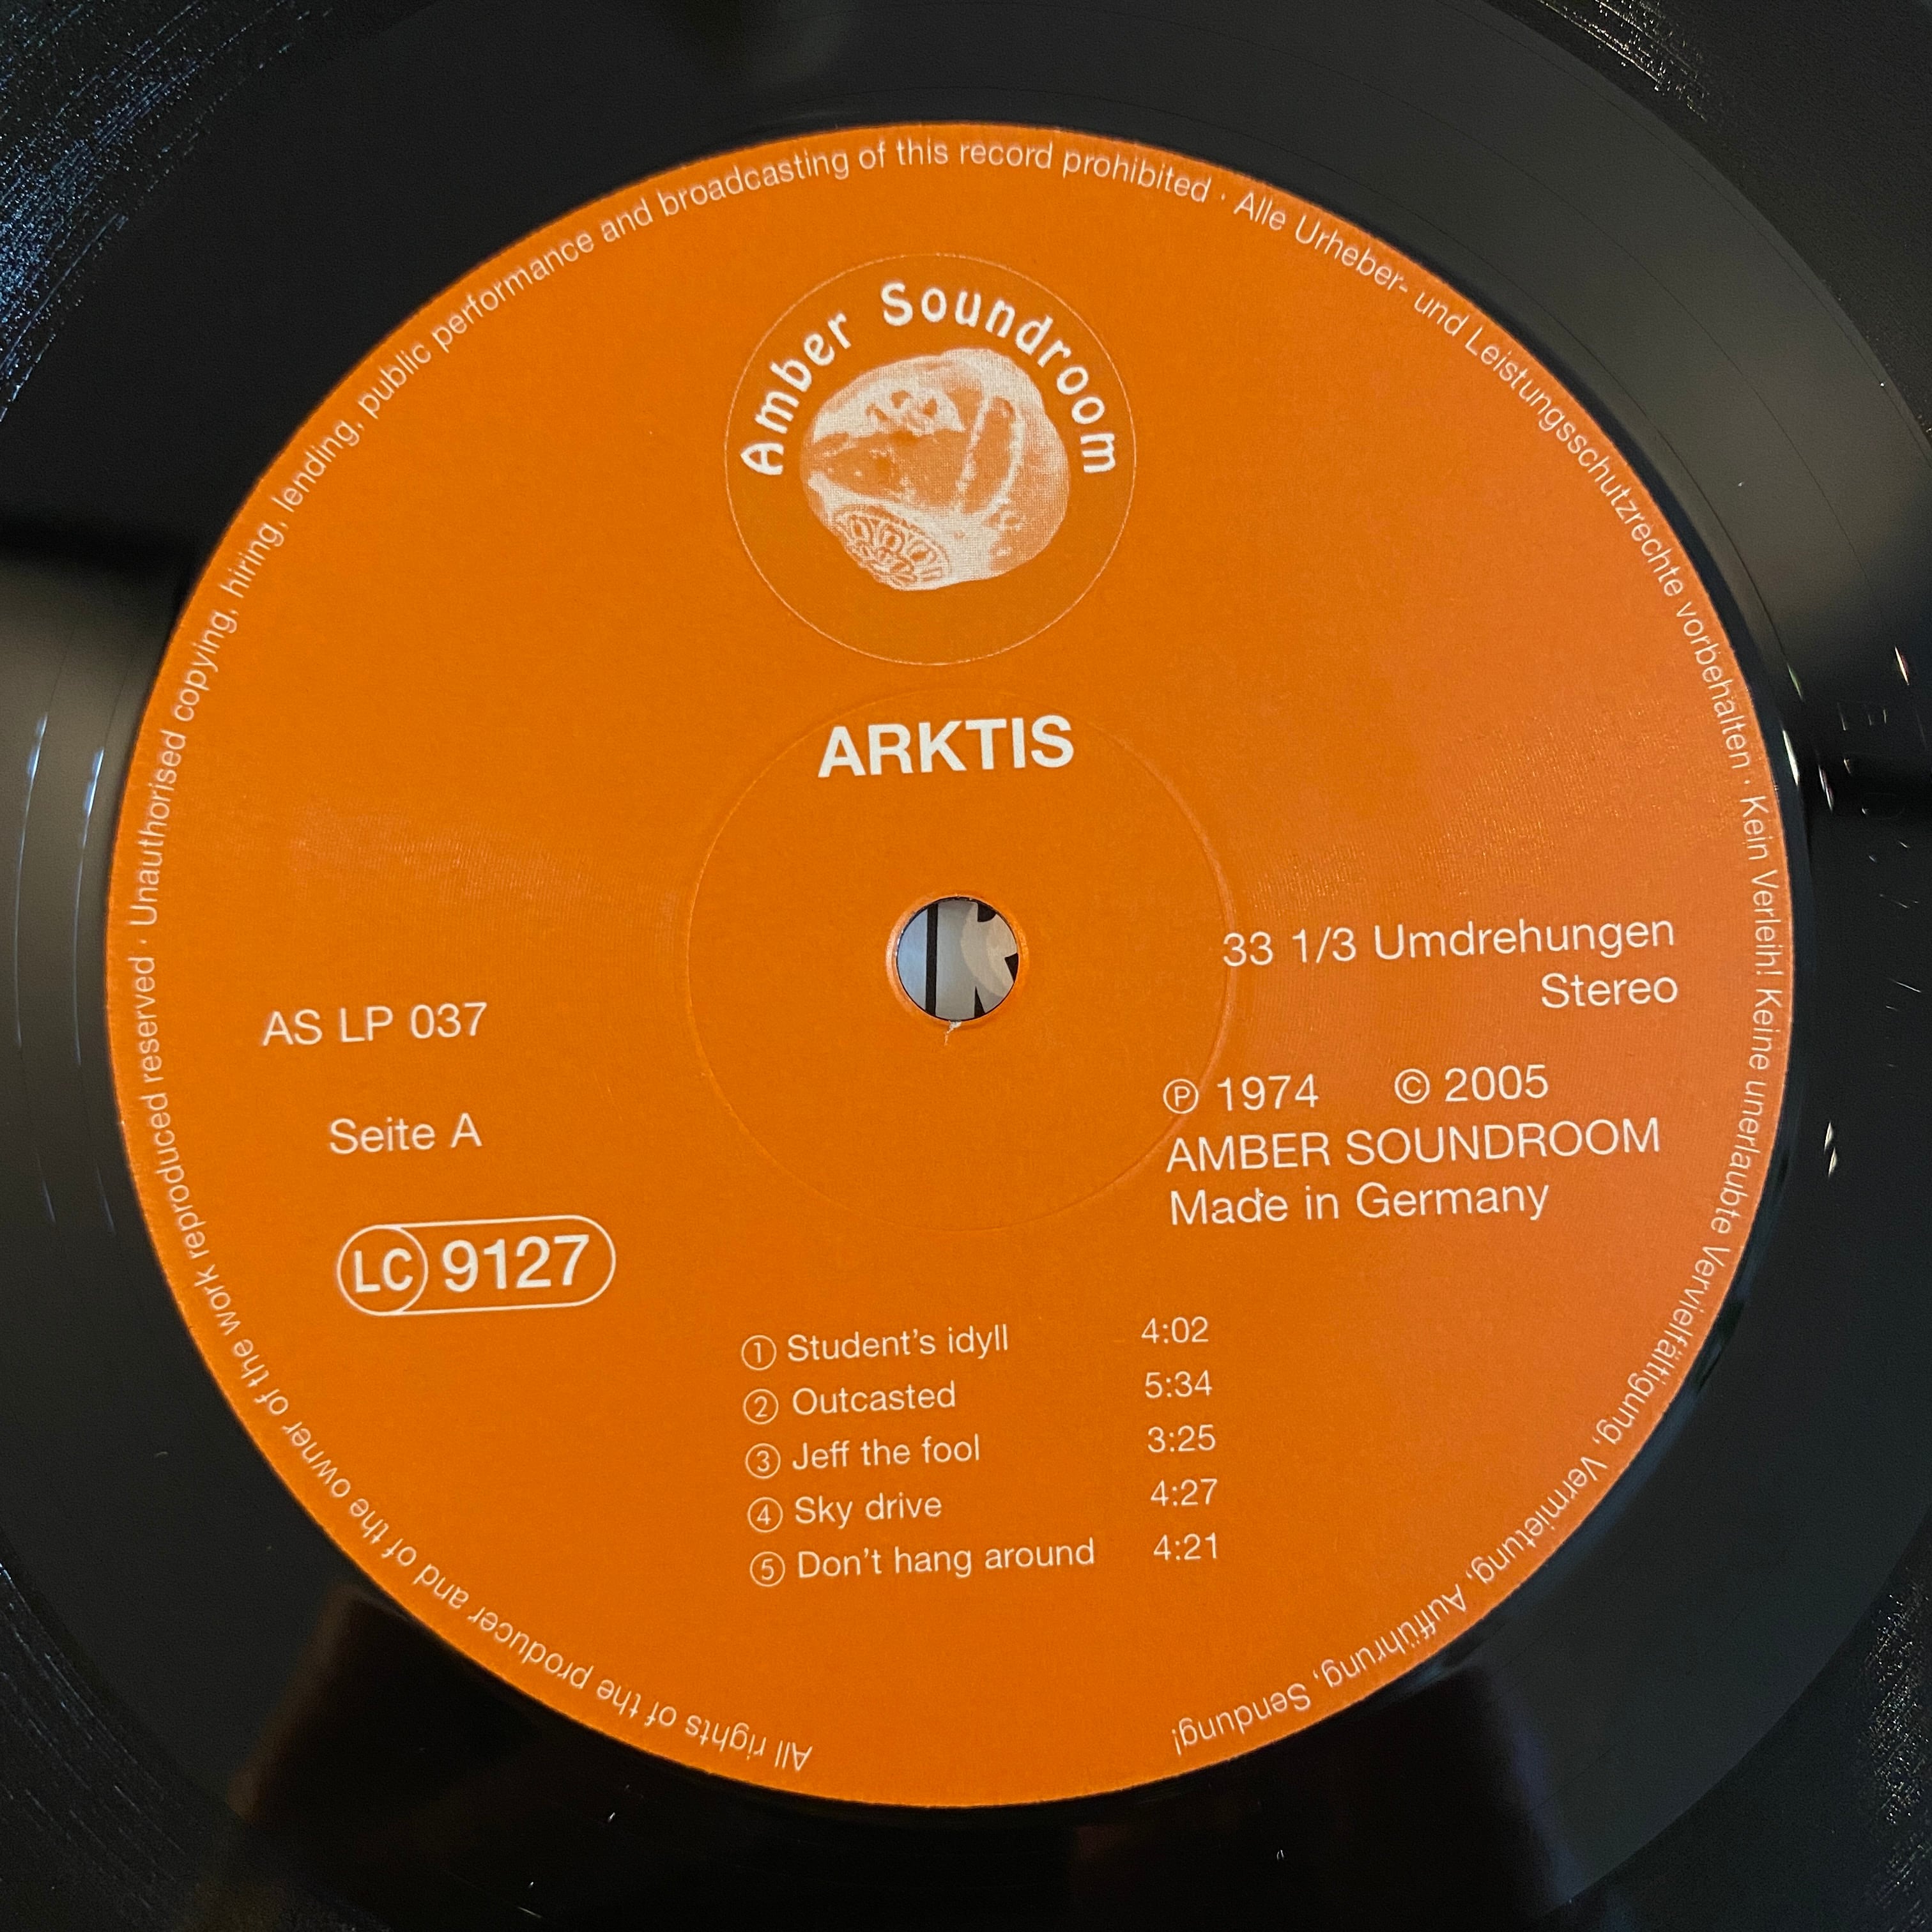 All rights of the producer and of the owner of the work reproduced reserved · Unauthorised copying, hiring, lending, public performance and broadcasting of this record prohibited · Alle Urheber- und Leistungsschutzrechte vorbehalten · Kein Verleih! Keine unerlaubte Vervielfältigung, Vermietung, Aufführung, Sendung!
Amber Soundroom
ARKTIS
33 1/3 Umdrehungen
Stereo
AS LP 037
Seite A
LC 9127
Ⓟ 1974 © 2005
AMBER SOUNDROOM
Made in Germany
① Student's idyll 4:02
② Outcasted 5:34
③ Jeff the fool 3:25
④ Sky drive 4:27
⑤ Don't hang around 4:21